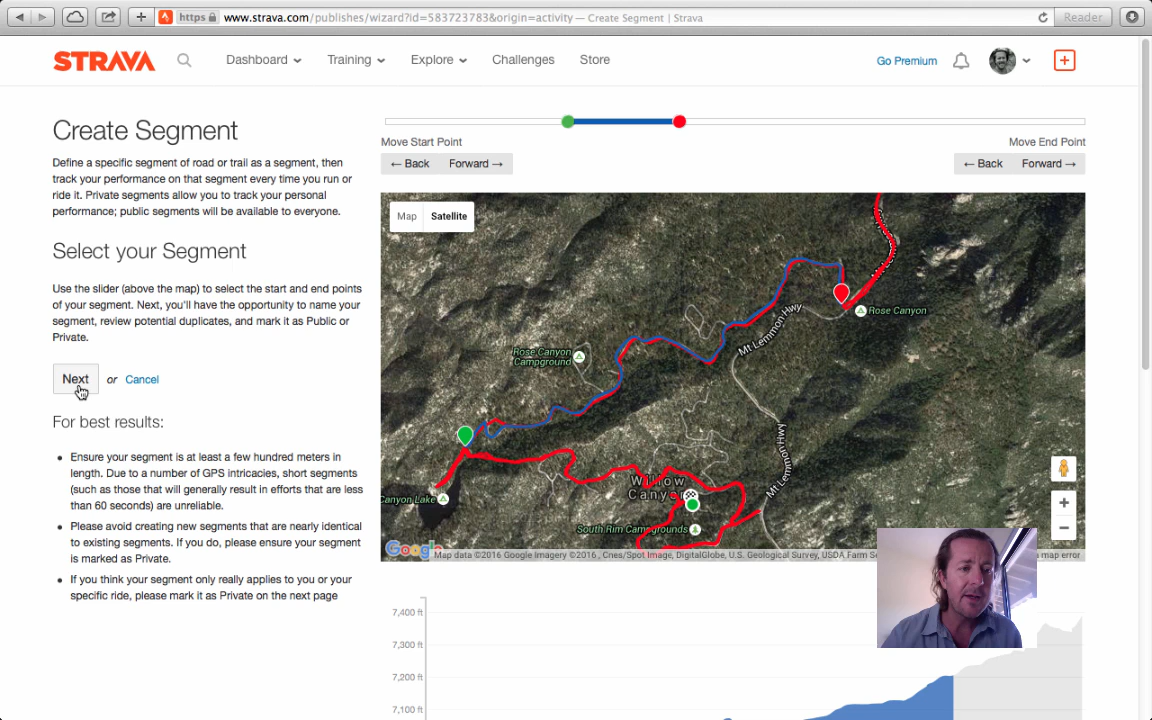 https www.strava.com/publishes/wizard?id=583723783&origin=activity — Create Segment | Strava Reader
STRAVA Dashboard Training Explore Challenges Store Go Premium +
Create Segment
Define a specific segment of road or trail as a segment, then
track your performance on that segment every time you run or
ride it. Private segments allow you to track your personal
performance; public segments will be available to everyone.
Select your Segment
Use the slider (above the map) to select the start and end points
of your segment. Next, you'll have the opportunity to name your
segment, review potential duplicates, and mark it as Public or
Private.
Next or Cancel
For best results:
• Ensure your segment is at least a few hundred meters in
length. Due to a number of GPS intricacies, short segments
(such as those that will generally result in efforts that are less
than 60 seconds) are unreliable.
• Please avoid creating new segments that are nearly identical
to existing segments. If you do, please ensure your segment
is marked as Private.
• If you think your segment only really applies to you or your
specific ride, please mark it as Private on the next page
Move Start Point
← Back Forward →
Move End Point
← Back Forward →
Map Satellite
Rose Canyon
Mt Lemmon Hwy
Rose Canyon
Campground
Mt Lem Hwy
Willow
Canyon
Canyon Lake
South Rim Campgrounds
+
−
Google Map data ©2016 Google Imagery ©2016 , Cnes/Spot Image, DigitalGlobe, U.S. Geological Survey, USDA Farm Se
a map error
7,400 ft
7,300 ft
7,200 ft
7,100 ft